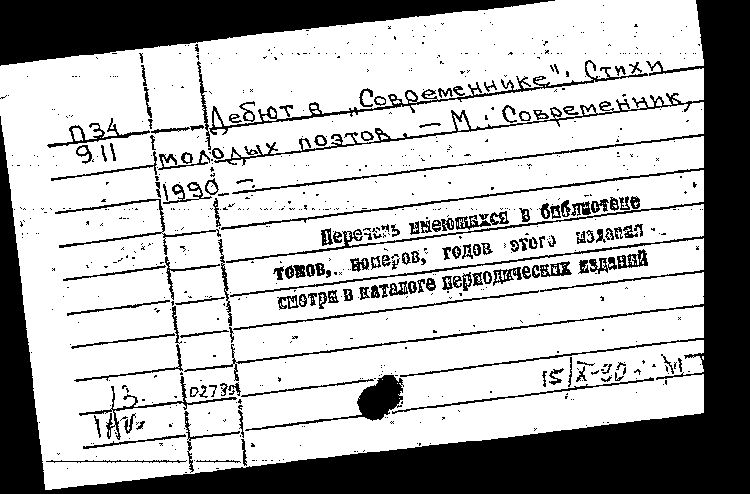 Дебют в „Современнике": Стихи
П34
911
молодых поэтов. — М.: Современник,
1990 —
Перечень имеющихся в библиотеке
томов, номеров, годов этого издания
смотри в каталоге периодических изданий
13.
02789
15/X-90